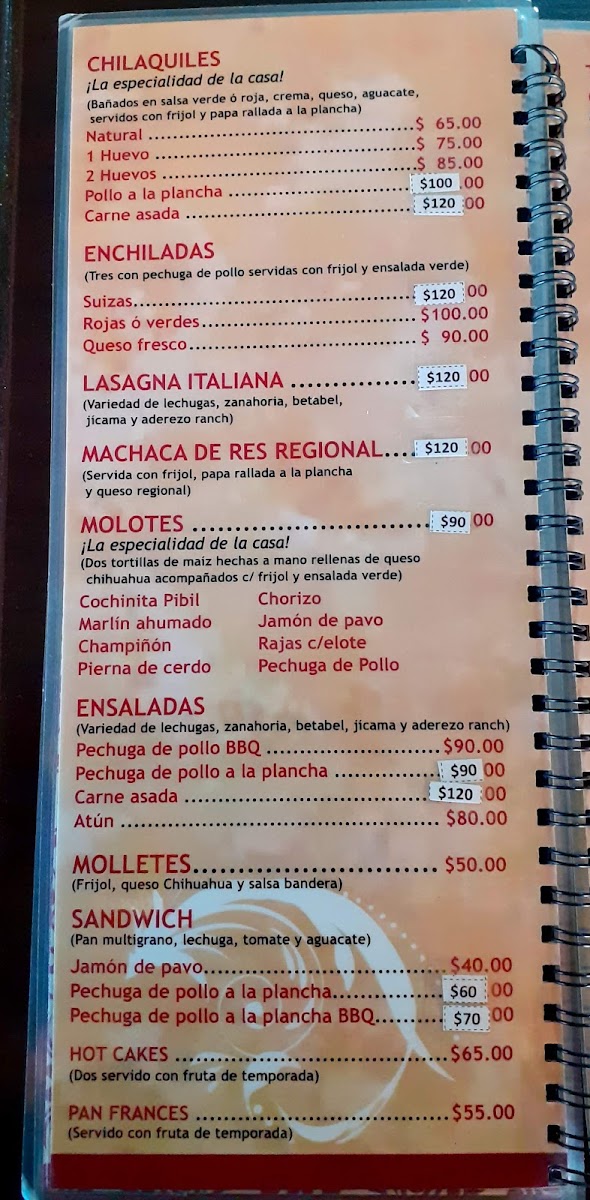 CHILAQUILES
¡La especialidad de la casa!
(Bañados en salsa verde ó roja, crema, queso, aguacate,
servidos con frijol y papa rallada a la plancha)
Natural ........................................$ 65.00
1 Huevo ........................................$ 75.00
2 Huevos .......................................$ 85.00
Pollo a la plancha ............................$100.00
Carne asada ...................................$120 00
ENCHILADAS
(Tres con pechuga de pollo servidas con frijol y ensalada verde)
Suizas.........................................$120 00
Rojas ó verdes................................. $100.00
Queso fresco................................... $ 90.00
LASAGNA ITALIANA ................$120 00
(Variedad de lechugas, zanahoria, betabel,
jicama y aderezo ranch)
MACHACA DE RES REGIONAL....$120 00
(Servida con frijol, papa rallada a la plancha
y queso regional)
MOLOTES ..............................$90 00
¡La especialidad de la casa!
(Dos tortillas de maiz hechas a mano rellenas de queso
chihuahua acompañados c/ frijol y ensalada verde)
Cochinita Pibil Chorizo
Marlín ahumado Jamón de pavo
Champiñón Rajas c/elote
Pierna de cerdo Pechuga de Pollo
ENSALADAS
(Variedad de lechugas, zanahoria, betabel, jicama y aderezo ranch)
Pechuga de pollo BBQ ..........................$90.00
Pechuga de pollo a la plancha ................$90 00
Carne asada ...................................$120 00
Atún .......................................... $80.00
MOLLETES............................... $50.00
(Frijol, queso Chihuahua y salsa bandera)
SANDWICH
(Pan multigrano, lechuga, tomate y aguacate)
Jamón de pavo..................................$40.00
Pechuga de pollo a la plancha................$60 00
Pechuga de pollo a la plancha BBQ..........$70 00
HOT CAKES .....................................$65.00
(Dos servido con fruta de temporada)
PAN FRANCES ...................................$55.00
(Servido con fruta de temporada)